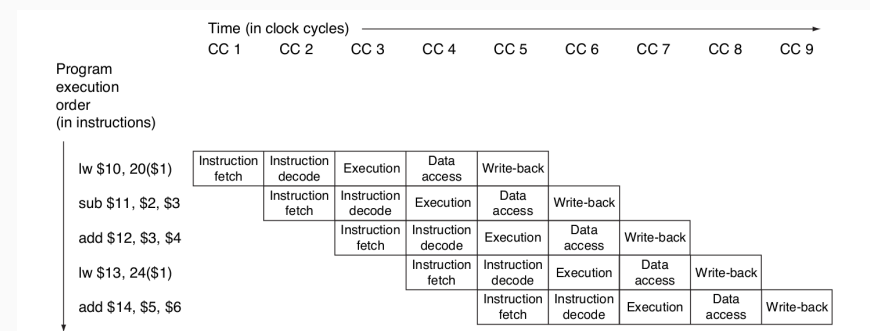 Time (in clock cycles)
CC 1 CC 2 CC 3 CC 4 CC 5 CC 6 CC 7 CC 8 CC 9
Program
execution
order
(in instructions)
lw $10, 20($1) Instruction fetch Instruction decode Execution Data access Write-back
sub $11, $2, $3 Instruction fetch Instruction decode Execution Data access Write-back
add $12, $3, $4 Instruction fetch Instruction decode Execution Data access Write-back
lw $13, 24($1) Instruction fetch Instruction decode Execution Data access Write-back
add $14, $5, $6 Instruction fetch Instruction decode Execution Data access Write-back